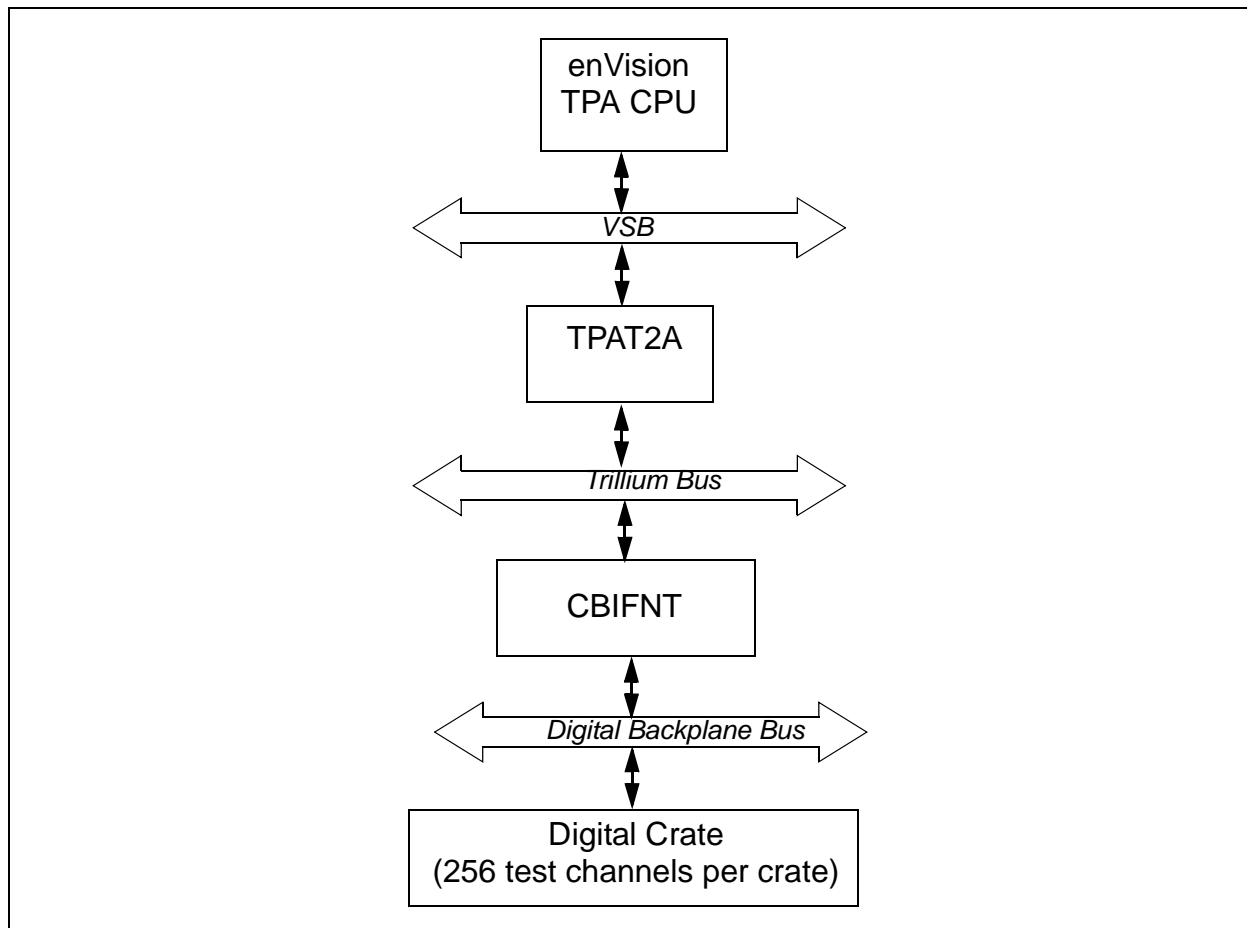 enVision
TPA CPU
VSB
TPAT2A
Trillium Bus
CBIFNT
Digital Backplane Bus
Digital Crate
(256 test channels per crate)